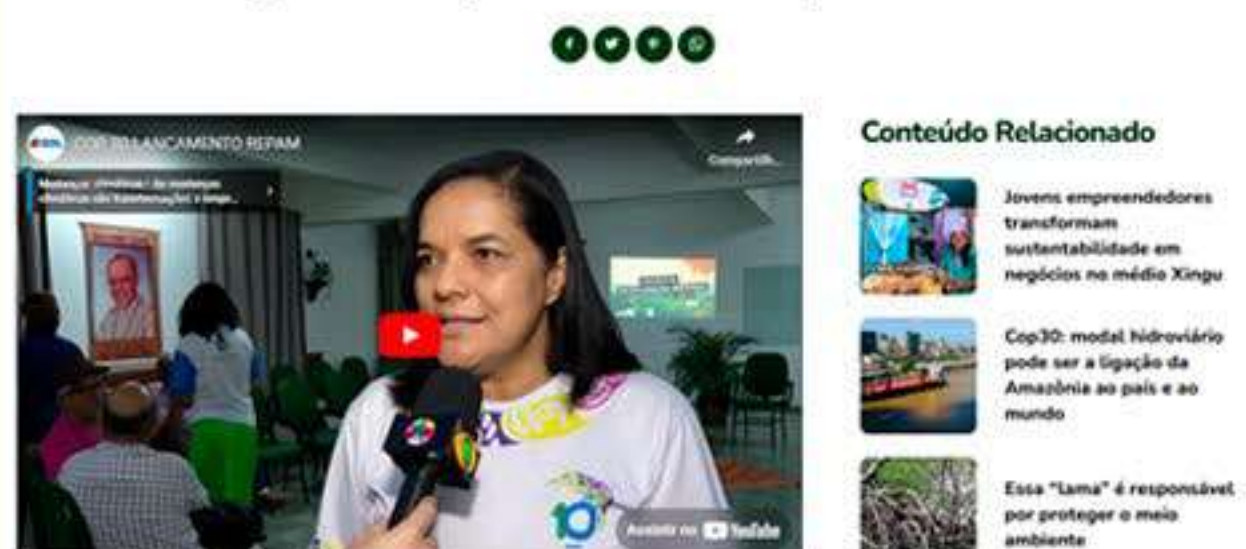 COP 30 LANCAMENTO REPAM
Compartilh...
Conteúdo Relacionado
Jovens empreendedores
transformam
sustentabilidade em
negócios no médio Xingu
Cop30: modal hidroviário
pode ser a ligação da
Amazônia ao país e ao
mundo
Essa "lama" é responsável
por proteger o meio
ambiente
Assistir no YouTube